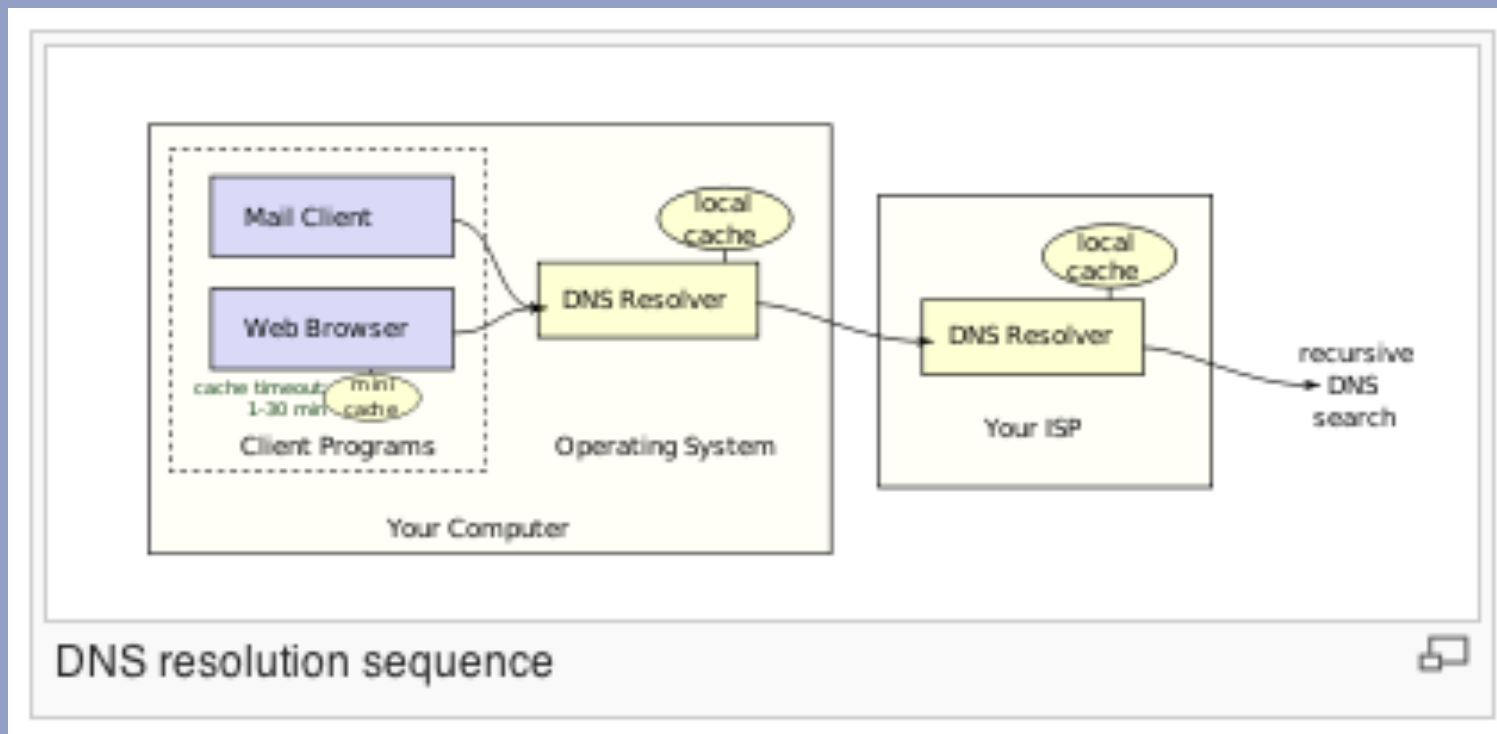 Mail Client
Web Browser
cache timeout:
1-30 min
mini
cache
Client Programs
local
cache
DNS Resolver
Operating System
Your Computer
local
cache
DNS Resolver
Your ISP
recursive
DNS
search
DNS resolution sequence